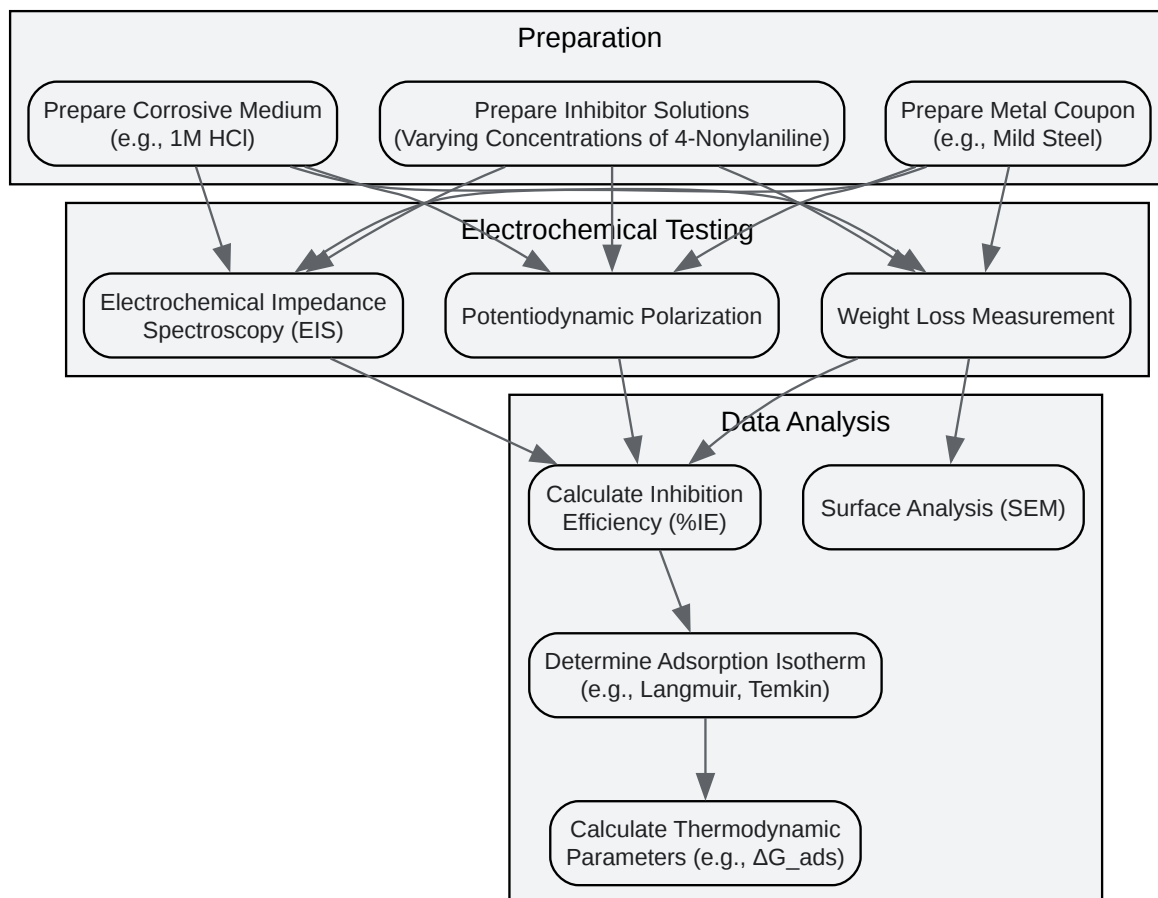 Preparation
Prepare Corrosive Medium
(e.g., 1M HCl)
Prepare Inhibitor Solutions
(Varying Concentrations of 4-Nonylaniline)
Prepare Metal Coupon
(e.g., Mild Steel)
Electrochemical Testing
Electrochemical Impedance
Spectroscopy (EIS)
Potentiodynamic Polarization
Weight Loss Measurement
Data Analysis
Calculate Inhibition
Efficiency (%IE)
Surface Analysis (SEM)
Determine Adsorption Isotherm
(e.g., Langmuir, Temkin)
Calculate Thermodynamic
Parameters (e.g., ΔG_ads)